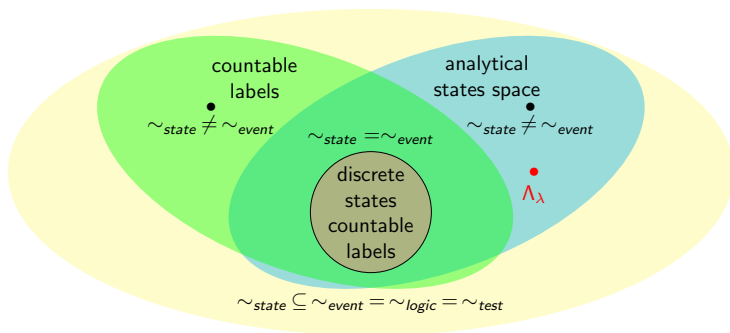 countable
labels
∼state ≠ ∼event
analytical
states space
∼state ≠ ∼event
∼state = ∼event
Λλ
discrete
states
countable
labels
∼state ⊆ ∼event = ∼logic = ∼test